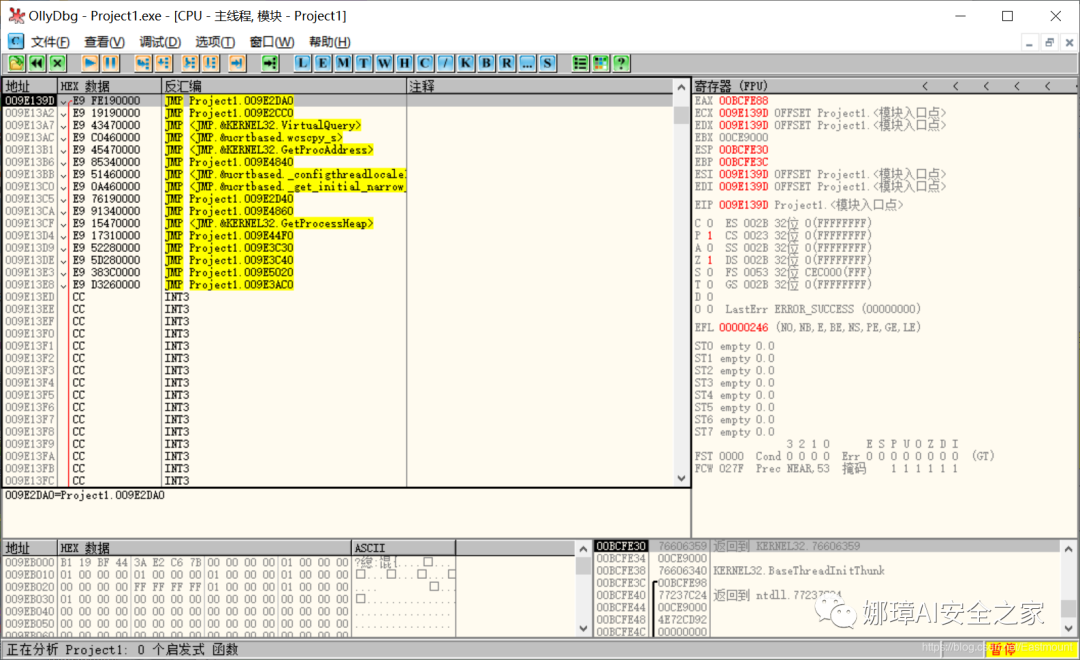 OllyDbg - Project1.exe - [CPU - 主线程, 模块 - Project1]
C 文件(F) 查看(V) 调试(D) 选项(T) 窗口(W) 帮助(H)
L E M T W H C / K B R ... S ?
地址 HEX 数据 反汇编 注释
009E139D E9 FE190000 JMP Project1.009E2DA0
009E13A2 E9 19190000 JMP Project1.009E2CC0
009E13A7 E9 43470000 JMP <JMP.&KERNEL32.VirtualQuery>
009E13AC E9 C0460000 JMP <JMP.&ucrtbased.wcscpy_s>
009E13B1 E9 45470000 JMP <JMP.&KERNEL32.GetProcAddress>
009E13B6 E9 85340000 JMP Project1.009E4840
009E13BB E9 51460000 JMP <JMP.&ucrtbased._configthreadlocale
009E13C0 E9 0A460000 JMP <JMP.&ucrtbased._get_initial_narrow_
009E13C5 E9 76190000 JMP Project1.009E2D40
009E13CA E9 91340000 JMP Project1.009E4860
009E13CF E9 15470000 JMP <JMP.&KERNEL32.GetProcessHeap>
009E13D4 E9 17310000 JMP Project1.009E44F0
009E13D9 E9 52280000 JMP Project1.009E3C30
009E13DE E9 5D280000 JMP Project1.009E3C40
009E13E3 E9 383C0000 JMP Project1.009E5020
009E13E8 E9 D3260000 JMP Project1.009E3AC0
009E13ED CC INT3
009E13EE CC INT3
009E13EF CC INT3
009E13F0 CC INT3
009E13F1 CC INT3
009E13F2 CC INT3
009E13F3 CC INT3
009E13F4 CC INT3
009E13F5 CC INT3
009E13F6 CC INT3
009E13F7 CC INT3
009E13F8 CC INT3
009E13F9 CC INT3
009E13FA CC INT3
009E13FB CC INT3
009E13FC CC INT3
009E2DA0=Project1.009E2DA0
寄存器 (FPU) < < < < <
EAX 00BCFE88
ECX 009E139D OFFSET Project1.<模块入口点>
EDX 009E139D OFFSET Project1.<模块入口点>
EBX 00CE9000
ESP 00BCFE30
EBP 00BCFE3C
ESI 009E139D OFFSET Project1.<模块入口点>
EDI 009E139D OFFSET Project1.<模块入口点>
EIP 009E139D Project1.<模块入口点>
C 0 ES 002B 32位 0(FFFFFFFF)
P 1 CS 0023 32位 0(FFFFFFFF)
A 0 SS 002B 32位 0(FFFFFFFF)
Z 1 DS 002B 32位 0(FFFFFFFF)
S 0 FS 0053 32位 CEC000(FFF)
T 0 GS 002B 32位 0(FFFFFFFF)
D 0
O 0 LastErr ERROR_SUCCESS (00000000)
EFL 00000246 (NO,NB,E,BE,NS,PE,GE,LE)
ST0 empty 0.0
ST1 empty 0.0
ST2 empty 0.0
ST3 empty 0.0
ST4 empty 0.0
ST5 empty 0.0
ST6 empty 0.0
ST7 empty 0.0
3 2 1 0 E S P U O Z D I
FST 0000 Cond 0 0 0 0 Err 0 0 0 0 0 0 0 0 (GT)
FCW 027F Prec NEAR,53 掩码 1 1 1 1 1 1
地址 HEX 数据 ASCII
009EB000 B1 19 BF 44 3A E2 C6 7B 00 00 00 00 01 00 00 00
009EB010 01 00 00 00 01 00 00 00 01 00 00 00 01 00 00 00
009EB020 00 00 00 00 FF FF FF FF 01 00 00 00 01 00 00 00
009EB030 01 00 00 00 00 00 00 00 00 00 00 00 00 00 00 00
009EB040 00 00 00 00 00 00 00 00 00 00 00 00 00 00 00 00
009EB050 00 00 00 00 00 00 00 00 00 00 00 00 00 00 00 00
009EB060 00 00 00 00 00 00 00 00 00 00 00 00 00 00 00 00
00BCFE30 76606359 返回到 KERNEL32.76606359
00BCFE34 00CE9000
00BCFE38 76606340 KERNEL32.BaseThreadInitThunk
00BCFE3C 00BCFE98
00BCFE40 77237C24 返回到 ntdll.77237C24
00BCFE44 00CE9000
00BCFE48 4E72CD92
00BCFE4C 00000000
娜璋AI安全之家
正在分析 Project1: 0 个启发式 函数
暂停